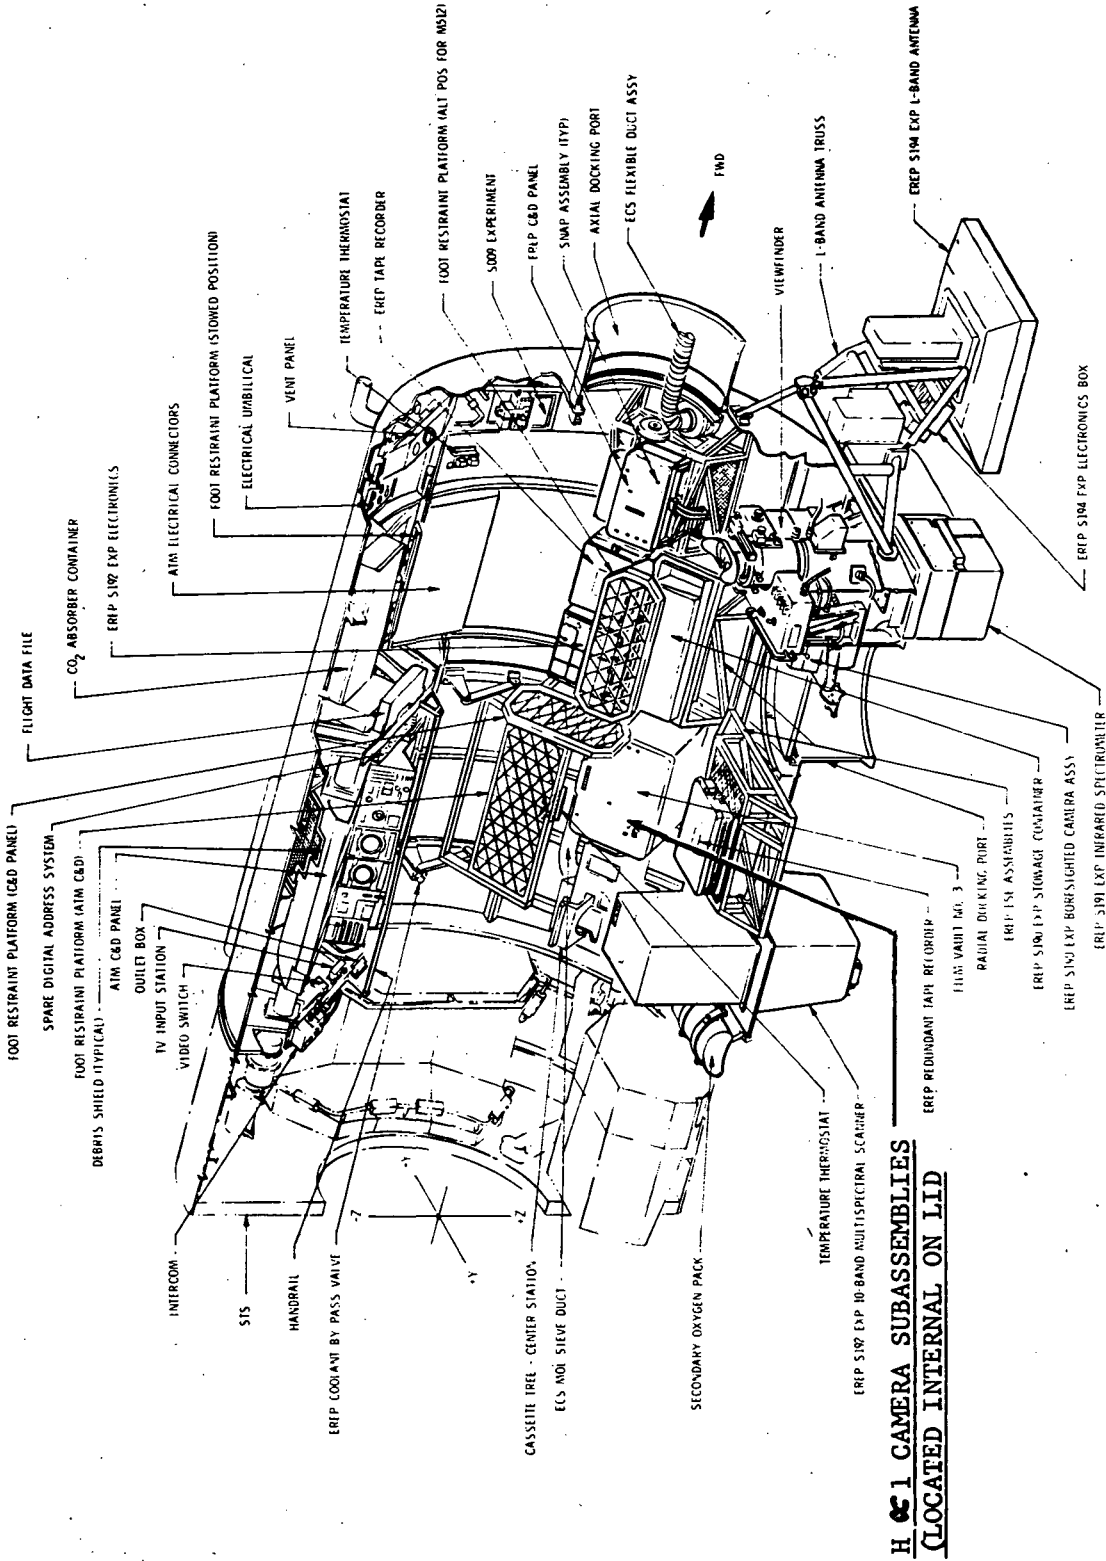 FOOT RESTRAINT PLATFORM (C&D PANEL)
FLIGHT DATA FILE
SPARE DIGITAL ADDRESS SYSTEM
CO2 ABSORBER CONTAINER
FOOT RESTRAINT PLATFORM (ATM C&D)
EREP S192 EXP ELECTRONICS
DEBRIS SHIELD (TYPICAL)
ATM C&D PANEL
ATM ELECTRICAL CONNECTORS
OUTLET BOX
FOOT RESTRAINT PLATFORM (STOWED POSITION)
TV INPUT STATION
ELECTRICAL UMBILICAL
VIDEO SWITCH
VENT PANEL
TEMPERATURE THERMOSTAT
EREP TAPE RECORDER
FOOT RESTRAINT PLATFORM (ALT POS FOR M512)
S009 EXPERIMENT
EREP C&D PANEL
SNAP ASSEMBLY (TYP)
AXIAL DOCKING PORT
ECS FLEXIBLE DUCT ASSY
FWD
VIEWFINDER
L-BAND ANTENNA TRUSS
EREP S194 EXP L-BAND ANTENNA
INTERCOM
STS
HANDRAIL
EREP COOLANT BY PASS VALVE
-Y
-Z
+Z
+Y
CASSETTE TREE - CENTER STATION
ECS MOL SIEVE DUCT
SECONDARY OXYGEN PACK
TEMPERATURE THERMOSTAT
EREP S192 EXP 10-BAND MULTISPECTRAL SCANNER
H ∝ 1 CAMERA SUBASSEMBLIES
(LOCATED INTERNAL ON LID
EREP REDUNDANT TAPE RECORDER
FILM VAULT NO. 3
RADIAL DOCKING PORT
EREP ESE ASSEMBLIES
EREP S190 EXP STOWAGE CONTAINER
EREP S190 EXP BORESIGHTED CAMERA ASSY
EREP S191 EXP INFRARED SPECTROMETER
EREP S194 EXP ELECTRONICS BOX